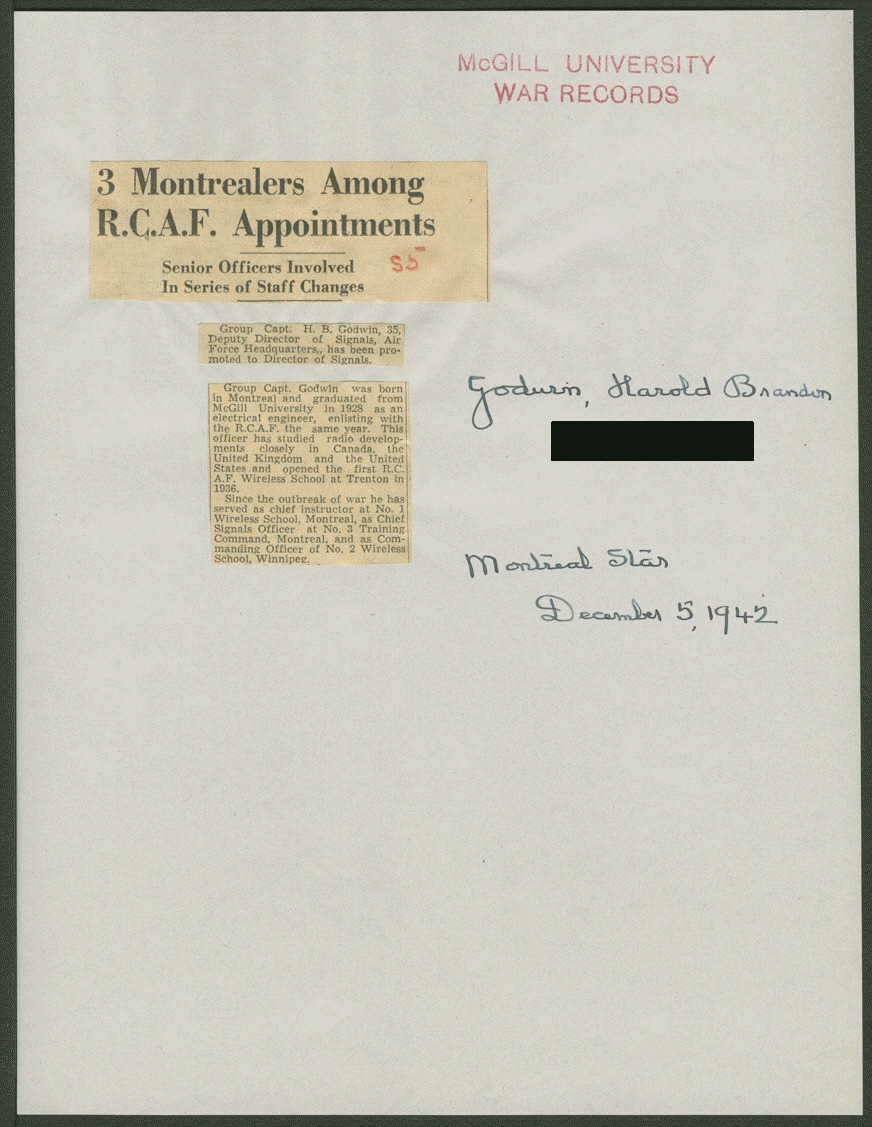 McGILL UNIVERSITY
WAR RECORDS
3 Montrealers Among
R.C.A.F. Appointments
Senior Officers Involved
In Series of Staff Changes
S5
Group Capt. H. B. Godwin, 35,
Deputy Director of Signals, Air
Force Headquarters,, has been pro-
moted to Director of Signals.
Group Capt. Godwin was born
in Montreal and graduated from
McGill University in 1928 as an
electrical engineer, enlisting with
the R.C.A.F. the same year. This
officer has studied radio develop-
ments closely in Canada, the
United Kingdom and the United
States and opened the first R.C.
A.F. Wireless School at Trenton in
1936.
Since the outbreak of war he has
served as chief instructor at No. 1
Wireless School, Montreal, as Chief
Signals Officer at No. 3 Training
Command, Montreal, and as Com-
manding Officer of No. 2 Wireless
School, Winnipeg.
Godwin, Harold Brandon
Montreal Star
December 5, 1942